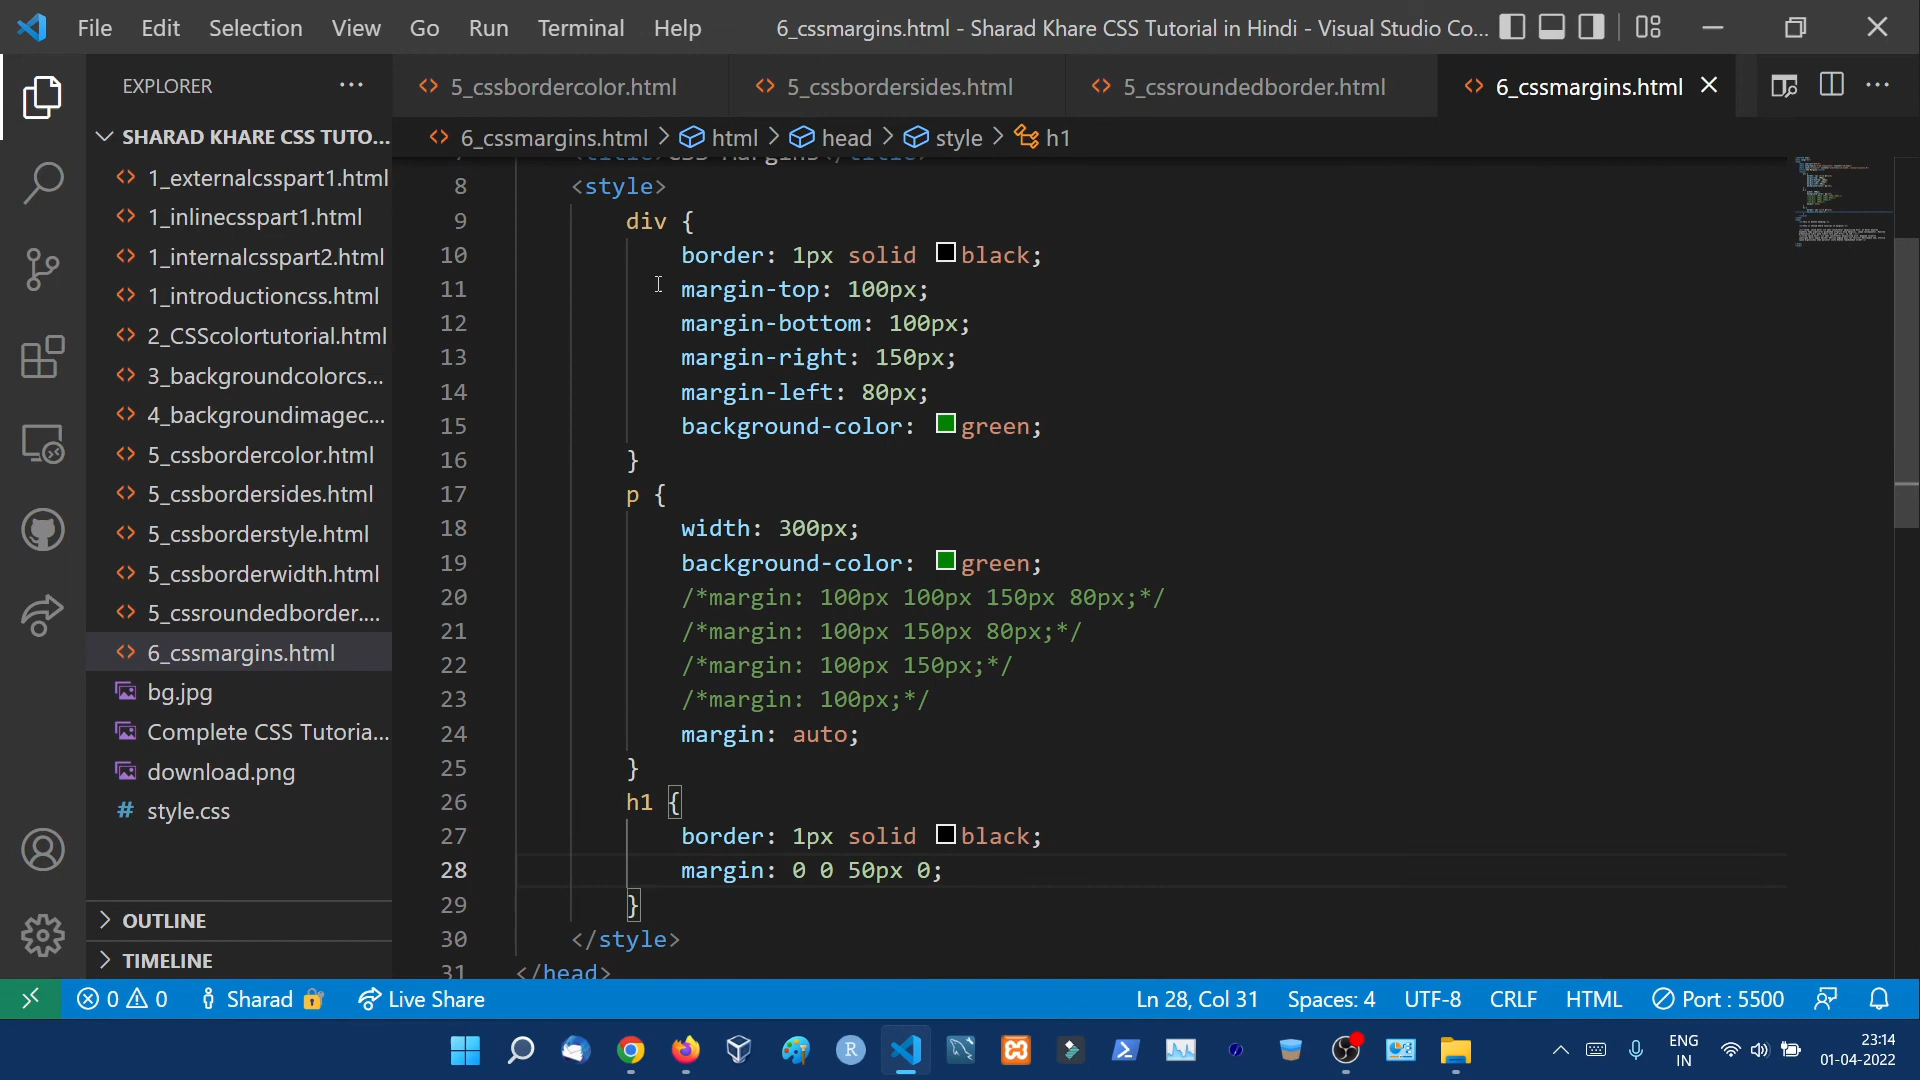 File Edit Selection View Go Run Terminal Help 6_cssmargins.html - Sharad Khare CSS Tutorial in Hindi - Visual Studio Co...
EXPLORER ...
5_cssbordercolor.html 5_cssbordersides.html 5_cssroundedborder.html 6_cssmargins.html
SHARAD KHARE CSS TUTO...
6_cssmargins.html > html > head > style > h1
1_externalcsspart1.html
1_inlinecsspart1.html
1_internalcsspart2.html
1_introductioncss.html
2_CSScolortutorial.html
3_backgroundcolorcs...
4_backgroundimagec...
5_cssbordercolor.html
5_cssbordersides.html
5_cssborderstyle.html
5_cssborderwidth.html
5_cssroundedborder....
6_cssmargins.html
bg.jpg
Complete CSS Tutoria...
download.png
# style.css
OUTLINE
TIMELINE
<title>CSS Margins</title>
8 <style>
9 div {
10 border: 1px solid black;
11 margin-top: 100px;
12 margin-bottom: 100px;
13 margin-right: 150px;
14 margin-left: 80px;
15 background-color: green;
16 }
17 p {
18 width: 300px;
19 background-color: green;
20 /*margin: 100px 100px 150px 80px;*/
21 /*margin: 100px 150px 80px;*/
22 /*margin: 100px 150px;*/
23 /*margin: 100px;*/
24 margin: auto;
25 }
26 h1 {
27 border: 1px solid black;
28 margin: 0 0 50px 0;
29 }
30 </style>
31 </head>
0 0 Sharad Live Share Ln 28, Col 31 Spaces: 4 UTF-8 CRLF HTML Port : 5500
R ENG 23:14
IN 01-04-2022